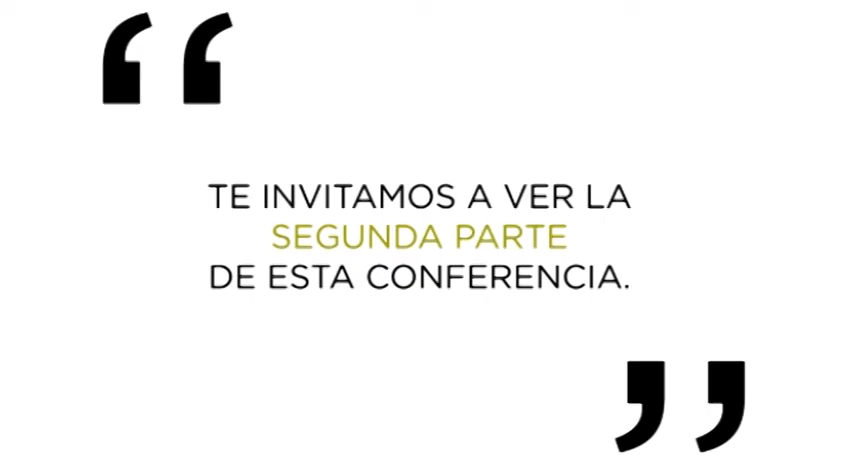 “
TE INVITAMOS A VER LA
SEGUNDA PARTE
DE ESTA CONFERENCIA.
”